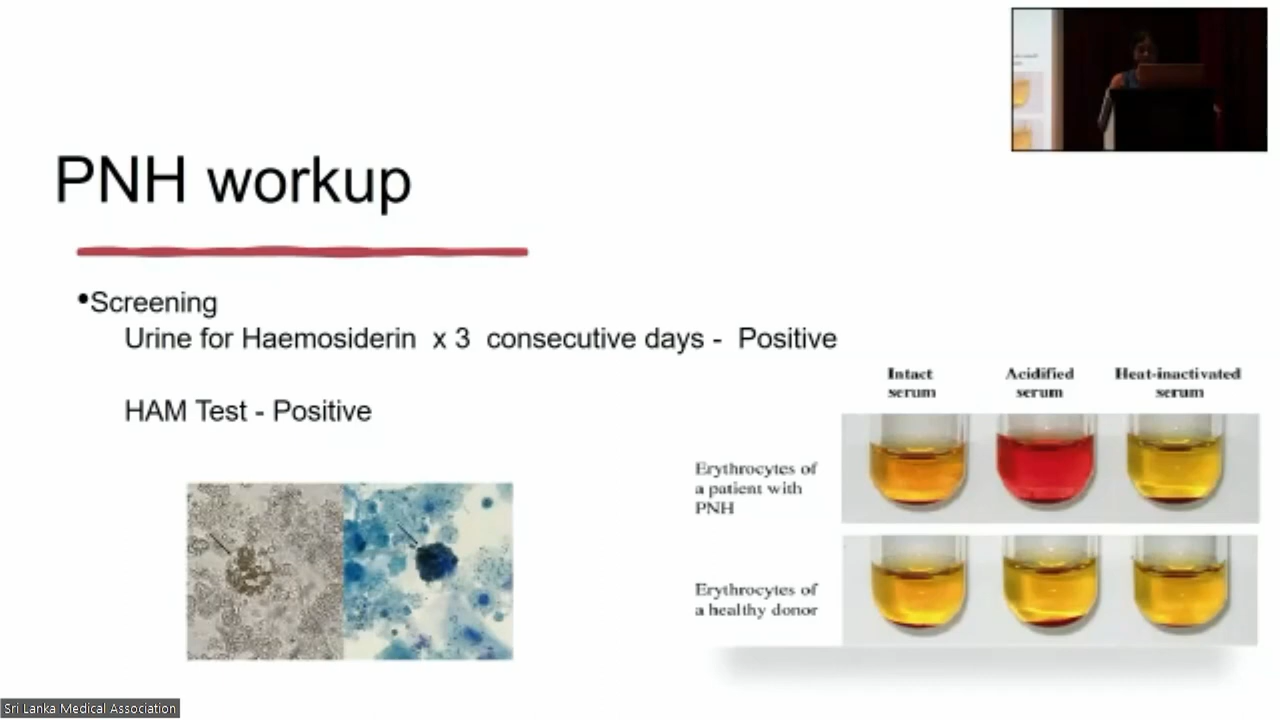 PNH workup
•Screening
Urine for Haemosiderin x 3 consecutive days - Positive
HAM Test - Positive
Intact serum
Acidified serum
Heat-inactivated serum
Erythrocytes of
a patient with
PNH
Erythrocytes of
a healthy donor
Sri Lanka Medical Association